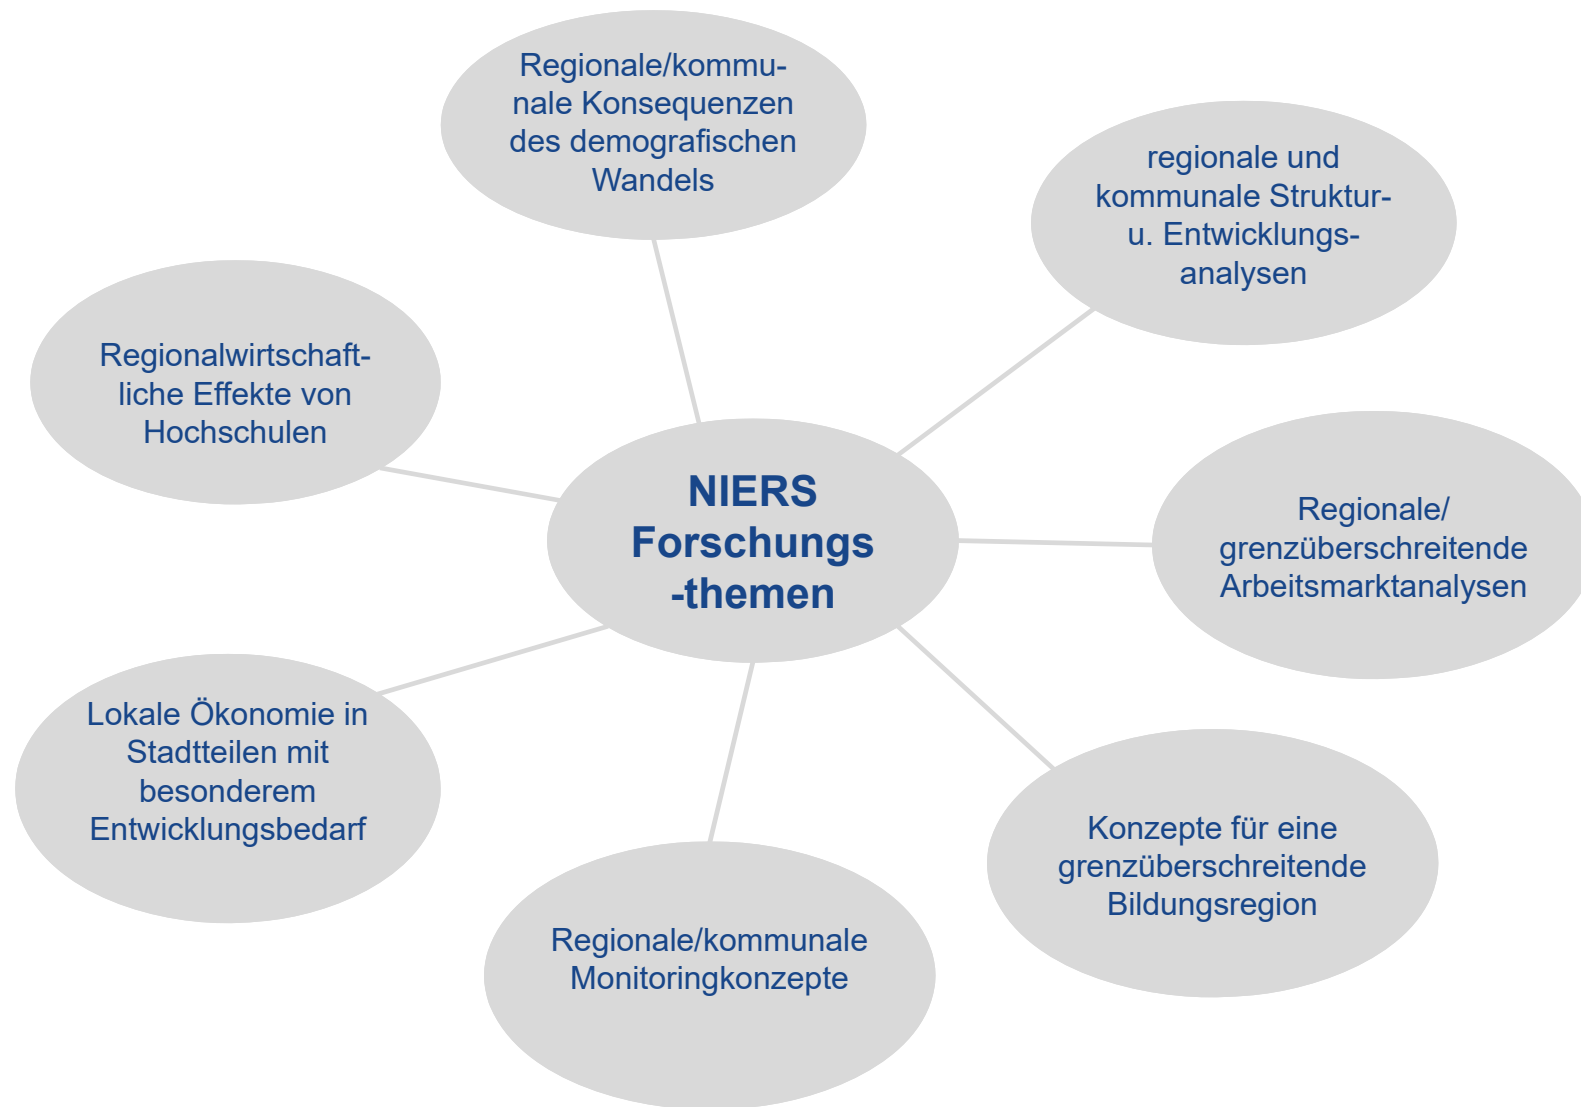 Regionale/kommu-
nale Konsequenzen
des demografischen
Wandels
regionale und
kommunale Struktur-
u. Entwicklungs-
analysen
Regionalwirtschaft-
liche Effekte von
Hochschulen
NIERS
Forschungs
-themen
Regionale/
grenzüberschreitende
Arbeitsmarktanalysen
Lokale Ökonomie in
Stadtteilen mit
besonderem
Entwicklungsbedarf
Konzepte für eine
grenzüberschreitende
Bildungsregion
Regionale/kommunale
Monitoringkonzepte